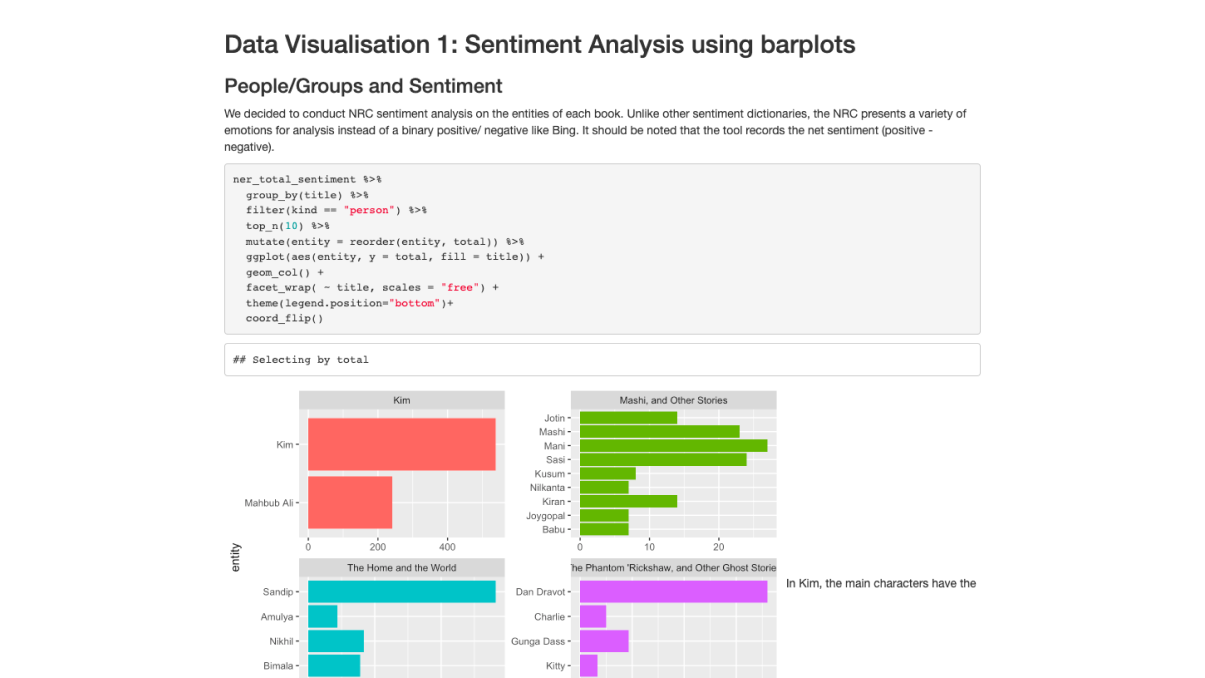 Data Visualisation 1: Sentiment Analysis using barplots
People/Groups and Sentiment
We decided to conduct NRC sentiment analysis on the entities of each book. Unlike other sentiment dictionaries, the NRC presents a variety of
emotions for analysis instead of a binary positive/ negative like Bing. It should be noted that the tool records the net sentiment (positive -
negative).
ner_total_sentiment %>%
group_by(title) %>%
filter(kind == "person") %>%
top_n(10) %>%
mutate(entity = reorder(entity, total)) %>%
ggplot(aes(entity, y = total, fill = title)) +
geom_col() +
facet_wrap( ~ title, scales = "free") +
theme(legend.position="bottom")+
coord_flip()
## Selecting by total
Kim
Kim
Mahbub Ali
0 200 400
Mashi, and Other Stories
Jotin
Mashi
Mani
Sasi
Kusum
Nilkanta
Kiran
Joygopal
Babu
0 10 20
entity
The Home and the World
Sandip
Amulya
Nikhil
Bimala
he Phantom 'Rickshaw, and Other Ghost Storie
Dan Dravot
Charlie
Gunga Dass
Kitty
In Kim, the main characters have the